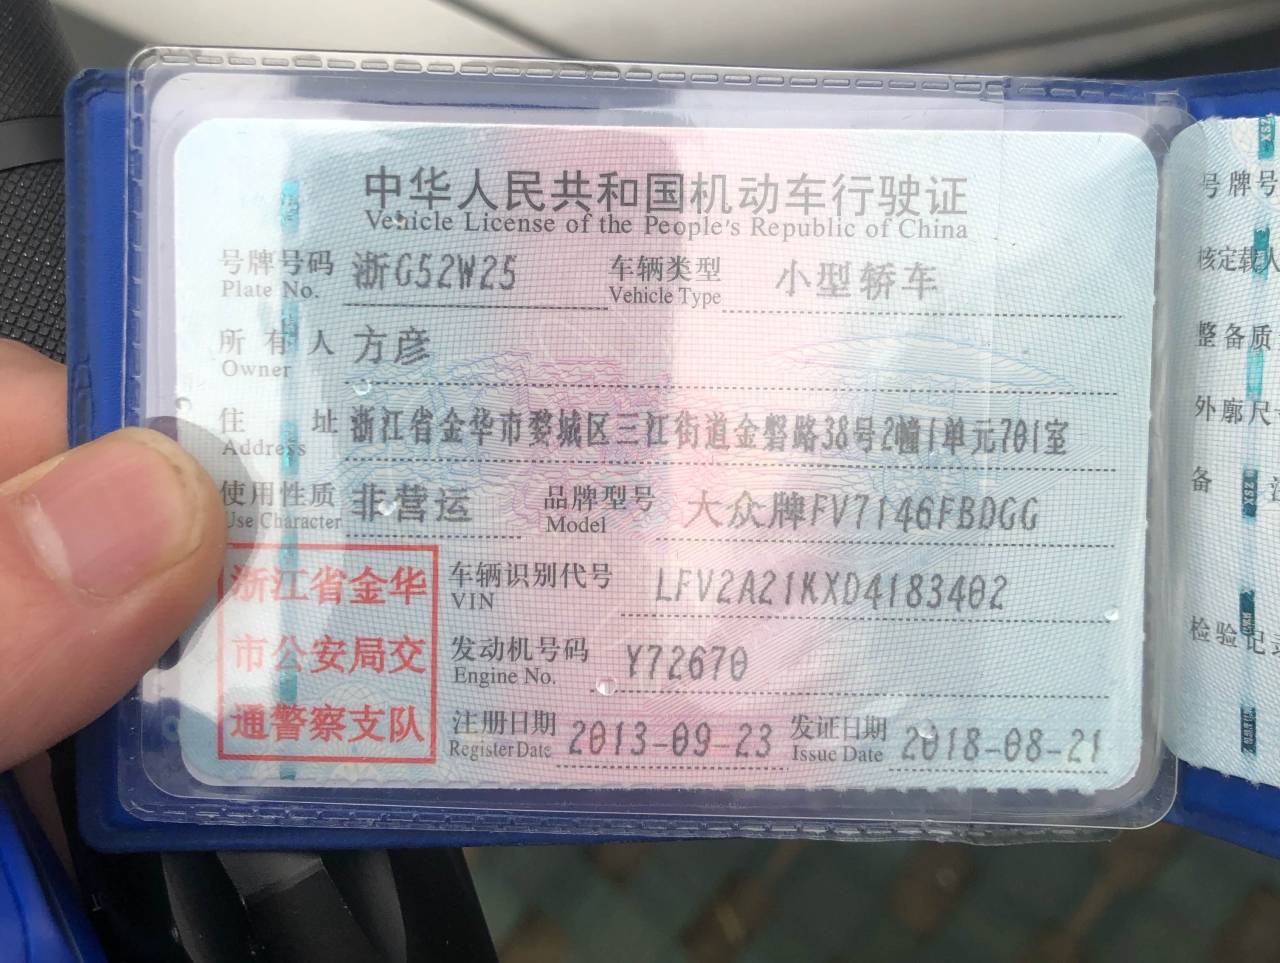 中华人民共和国机动车行驶证
Vehicle License of the People's Republic of China
号牌号码 浙G52W25 车辆类型 小型轿车
Plate No. Vehicle Type
所有人 方彦
Owner
住址 浙江省金华市婺城区三江街道金磐路38号2幢1单元701室
Address
使用性质 非营运 品牌型号 大众牌FV7146FBDGG
Use Character Model
浙江省金华
市公安局交
通警察支队
车辆识别代号 LFV2A21KXD4183402
VIN
发动机号码 Y72670
Engine No.
注册日期 2013-09-23 发证日期 2018-08-21
Register Date Issue Date
号牌号
核定载人
整备质
外廓尺
备
检验记